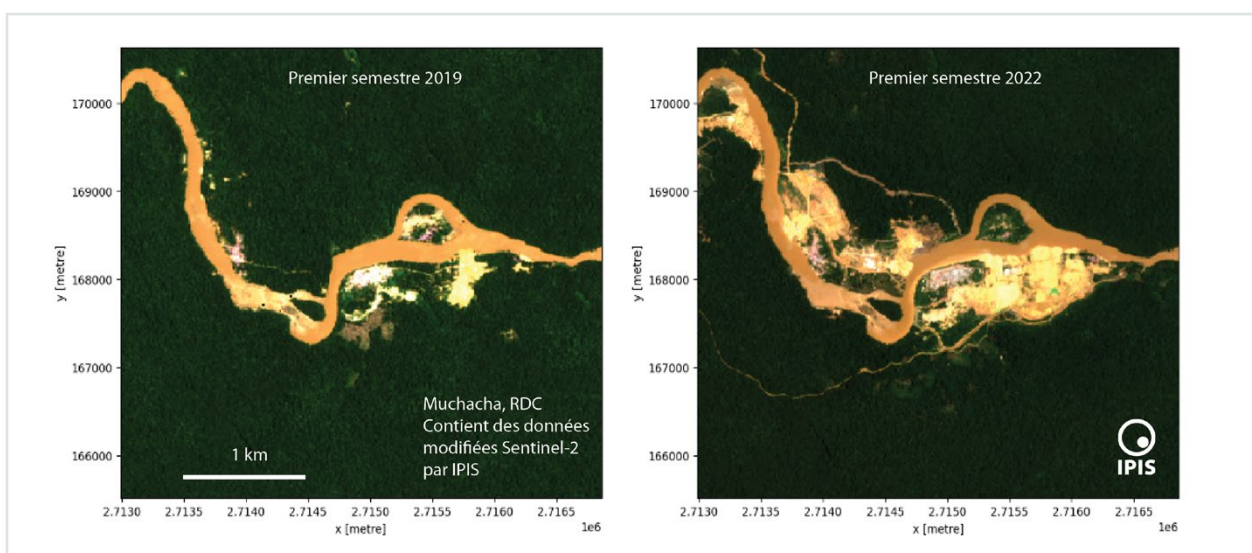 Premier semestre 2019
170000
169000
168000
167000
166000
y [metre]
Muchacha, RDC
Contient des données
modifiées Sentinel-2
par IPIS
1 km
2.7130 2.7135 2.7140 2.7145 2.7150 2.7155 2.7160 2.7165
1e6
x [metre]
Premier semestre 2022
170000
169000
168000
167000
166000
y [metre]
IPIS
2.7130 2.7135 2.7140 2.7145 2.7150 2.7155 2.7160 2.7165
1e6
x [metre]